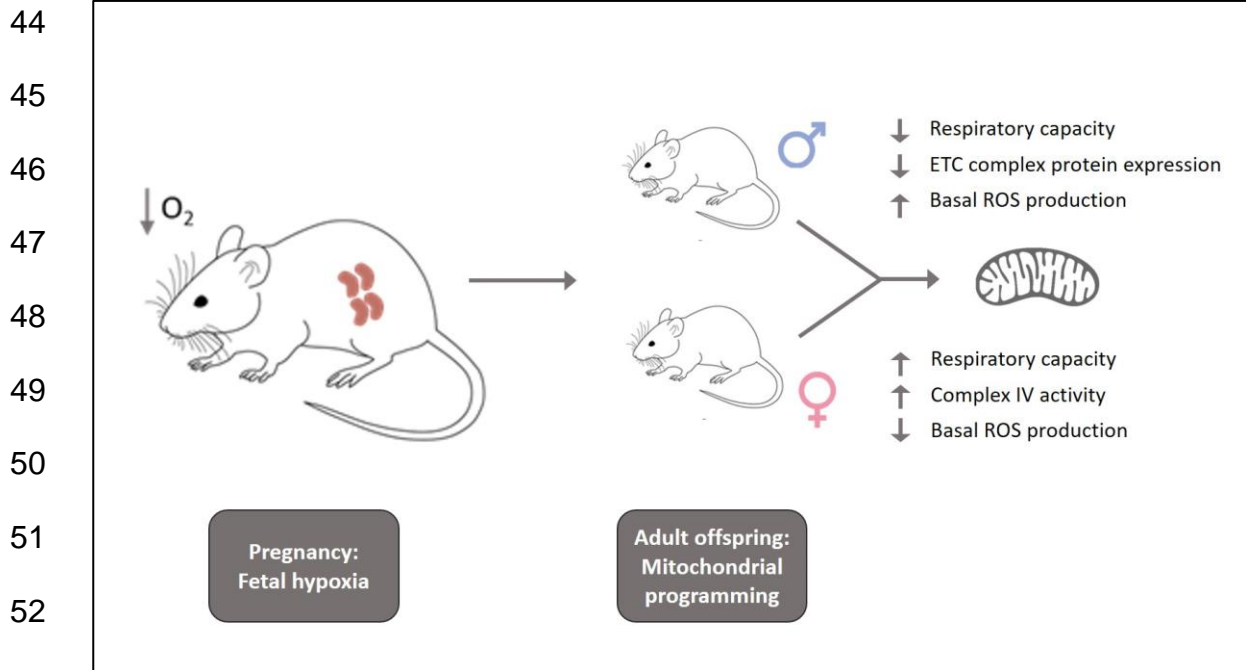 44
45
46
47
48
49
50
51
52
↓ O₂
♂
↓ Respiratory capacity
↓ ETC complex protein expression
↑ Basal ROS production
♀
↑ Respiratory capacity
↑ Complex IV activity
↓ Basal ROS production
Pregnancy:
Fetal hypoxia
Adult offspring:
Mitochondrial
programming